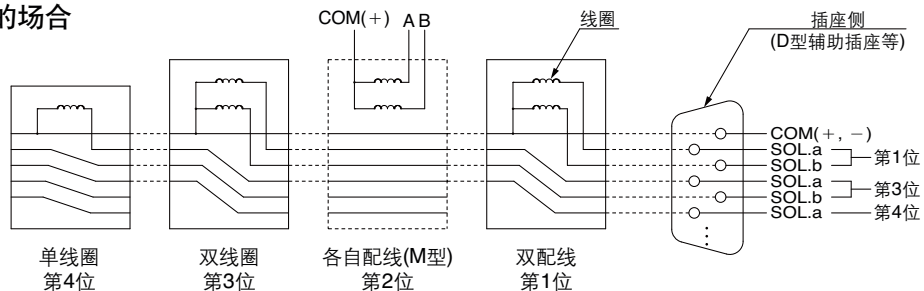 的场合
COM(+) A B
线圈
插座侧
(D型辅助插座等)
COM(+, −)
SOL.a
SOL.b
第1位
SOL.a
SOL.b
第3位
SOL.a
第4位
单线圈
第4位
双线圈
第3位
各自配线(M型)
第2位
双配线
第1位